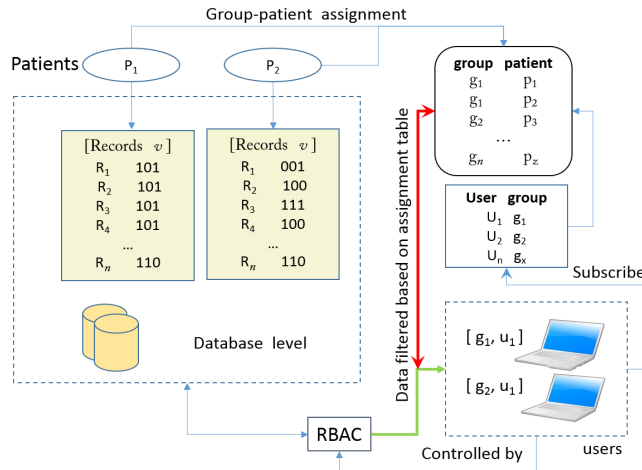 Group-patient assignment
Patients
P1
P2
group patient
g1 p1
g1 p2
g2 p3
...
gn pz
[Records v]
R1 101
R2 101
R3 101
R4 101
...
Rn 110
[Records v]
R1 001
R2 100
R3 111
R4 100
...
Rn 110
User group
U1 g1
U2 g2
Un gx
Subscribe
Data filtered based on assignment table
Database level
[ g1, u1 ]
[ g2, u1 ]
RBAC
Controlled by
users